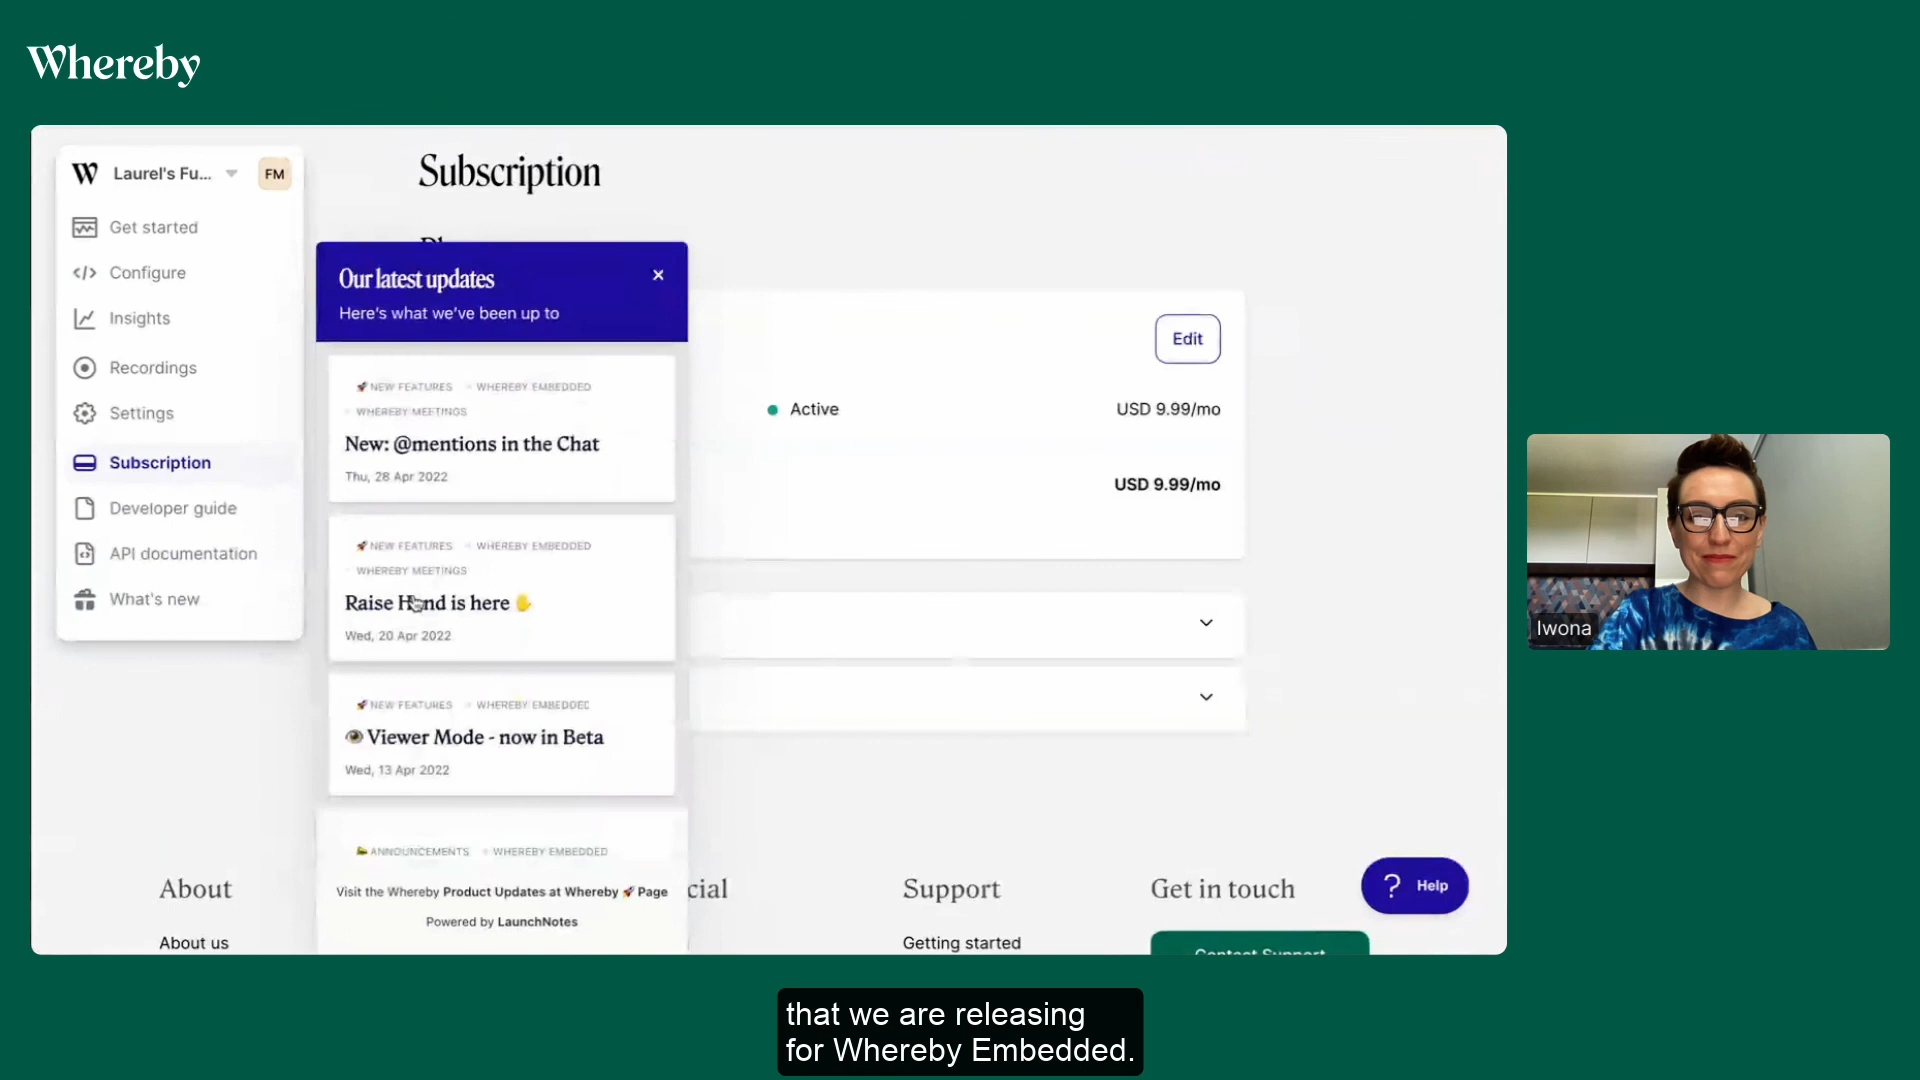 Whereby
W Laurel's Fu... FM
Get started
Configure
Insights
Recordings
Settings
Subscription
Developer guide
API documentation
What's new
Subscription
Our latest updates
Here's what we've been up to
NEW FEATURES WHEREBY EMBEDDED
WHEREBY MEETINGS
New: @mentions in the Chat
Thu, 28 Apr 2022
NEW FEATURES WHEREBY EMBEDDED
WHEREBY MEETINGS
Raise Hand is here ✋
Wed, 20 Apr 2022
NEW FEATURES WHEREBY EMBEDDED
👁 Viewer Mode - now in Beta
Wed, 13 Apr 2022
ANNOUNCEMENTS WHEREBY EMBEDDED
Visit the Whereby Product Updates at Whereby 🚀 Page
Powered by LaunchNotes
Edit
Active USD 9.99/mo
USD 9.99/mo
About
About us
cial
Support
Getting started
Get in touch
Contact Support
? Help
Iwona
that we are releasing
for Whereby Embedded.